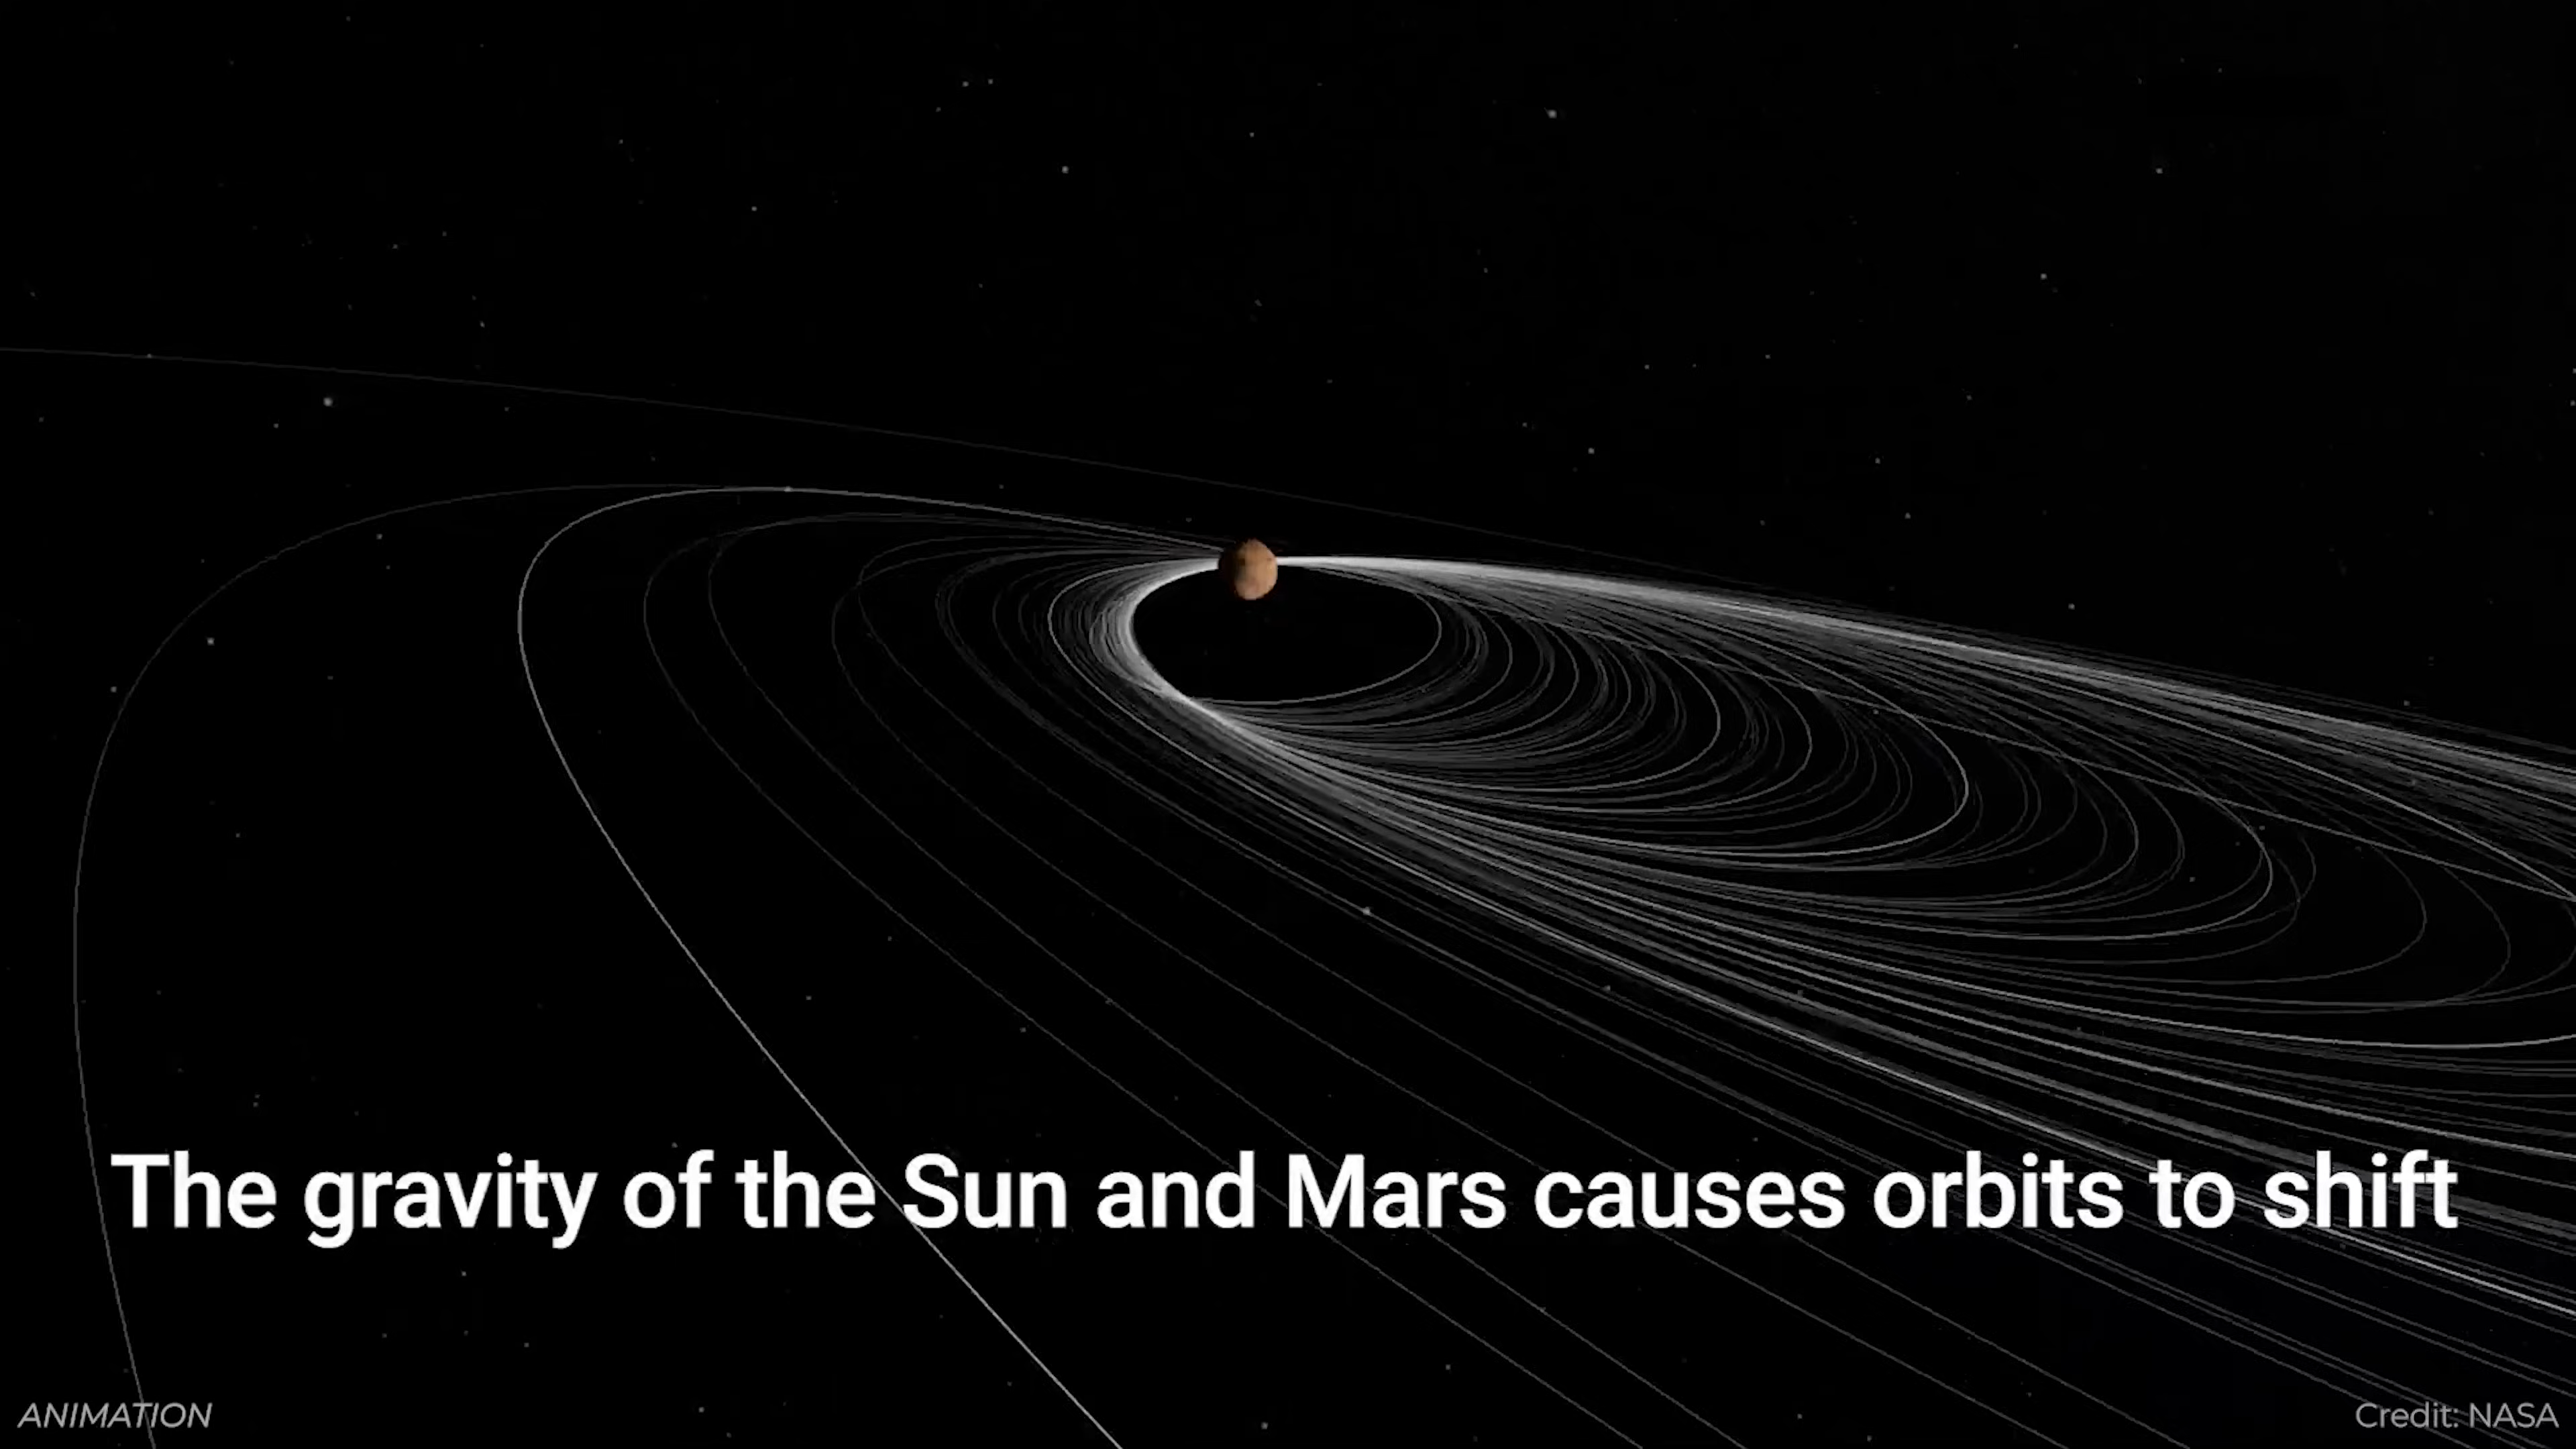 The gravity of the Sun and Mars causes orbits to shift
ANIMATION
Credit: NASA